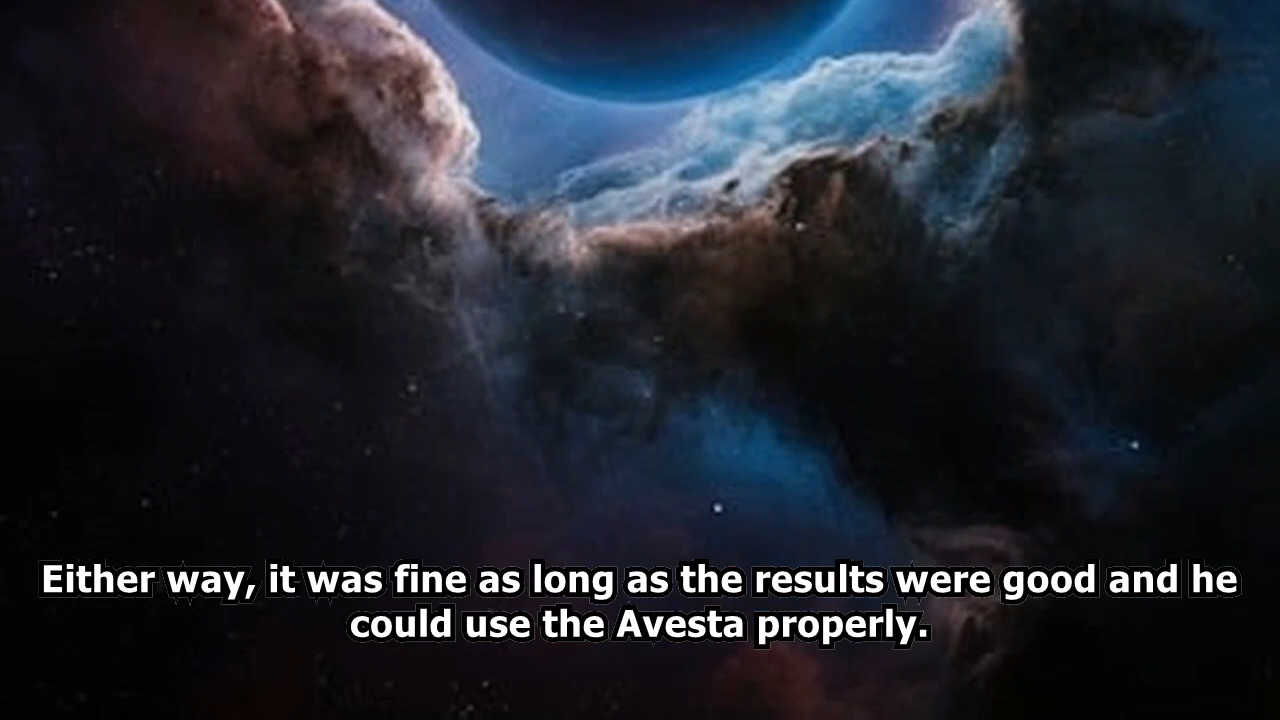 Either way, it was fine as long as the results were good and he
could use the Avesta properly.